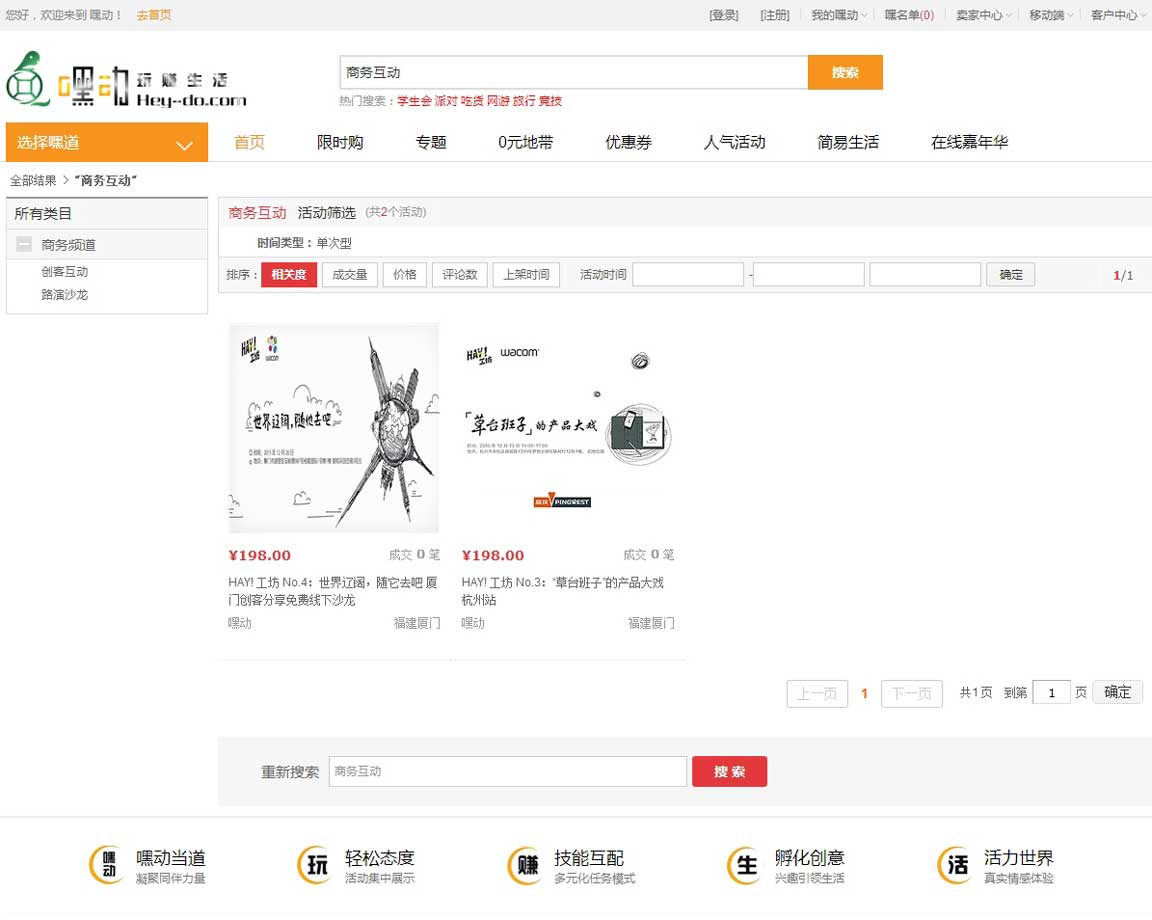 您好，欢迎来到 嘿动！ 去首页 [登录] [注册] 我的嘿动 嘿名单(0) 卖家中心 移动端 客户中心
嘿动 玩 赚 生 活
Hey-do.com
商务互动 搜索
热门搜索：学生会 派对 吃货 网游 旅行 竞技
选择嘿道 首页 限时购 专题 0元地带 优惠券 人气活动 简易生活 在线嘉年华
全部结果 > “商务互动“
所有类目
商务频道
创客互动
路演沙龙
商务互动 活动筛选 (共2个活动)
时间类型：单次型
排序： 相关度 成交量 价格 评论数 上架时间 活动时间 - 确定 1/1
HAY! 工坊 wacom
世界辽阔,随他去吧
HAY! 工坊 wacom
「草台班子」的产品大戏
PINGWEST
¥198.00 成交 0 笔
HAY! 工坊 No.4：世界辽阔，随它去吧 厦
门创客分享免费线下沙龙
嘿动 福建厦门
¥198.00 成交 0 笔
HAY! 工坊 No.3：“草台班子”的产品大戏
杭州站
嘿动 福建厦门
上一页 1 下一页 共1页 到第 1 页 确定
重新搜索 商务互动 搜 索
嘿动 嘿动当道
凝聚同伴力量
玩 轻松态度
活动集中展示
赚 技能互配
多元化任务模式
生 孵化创意
兴趣引领生活
活 活力世界
真实情感体验